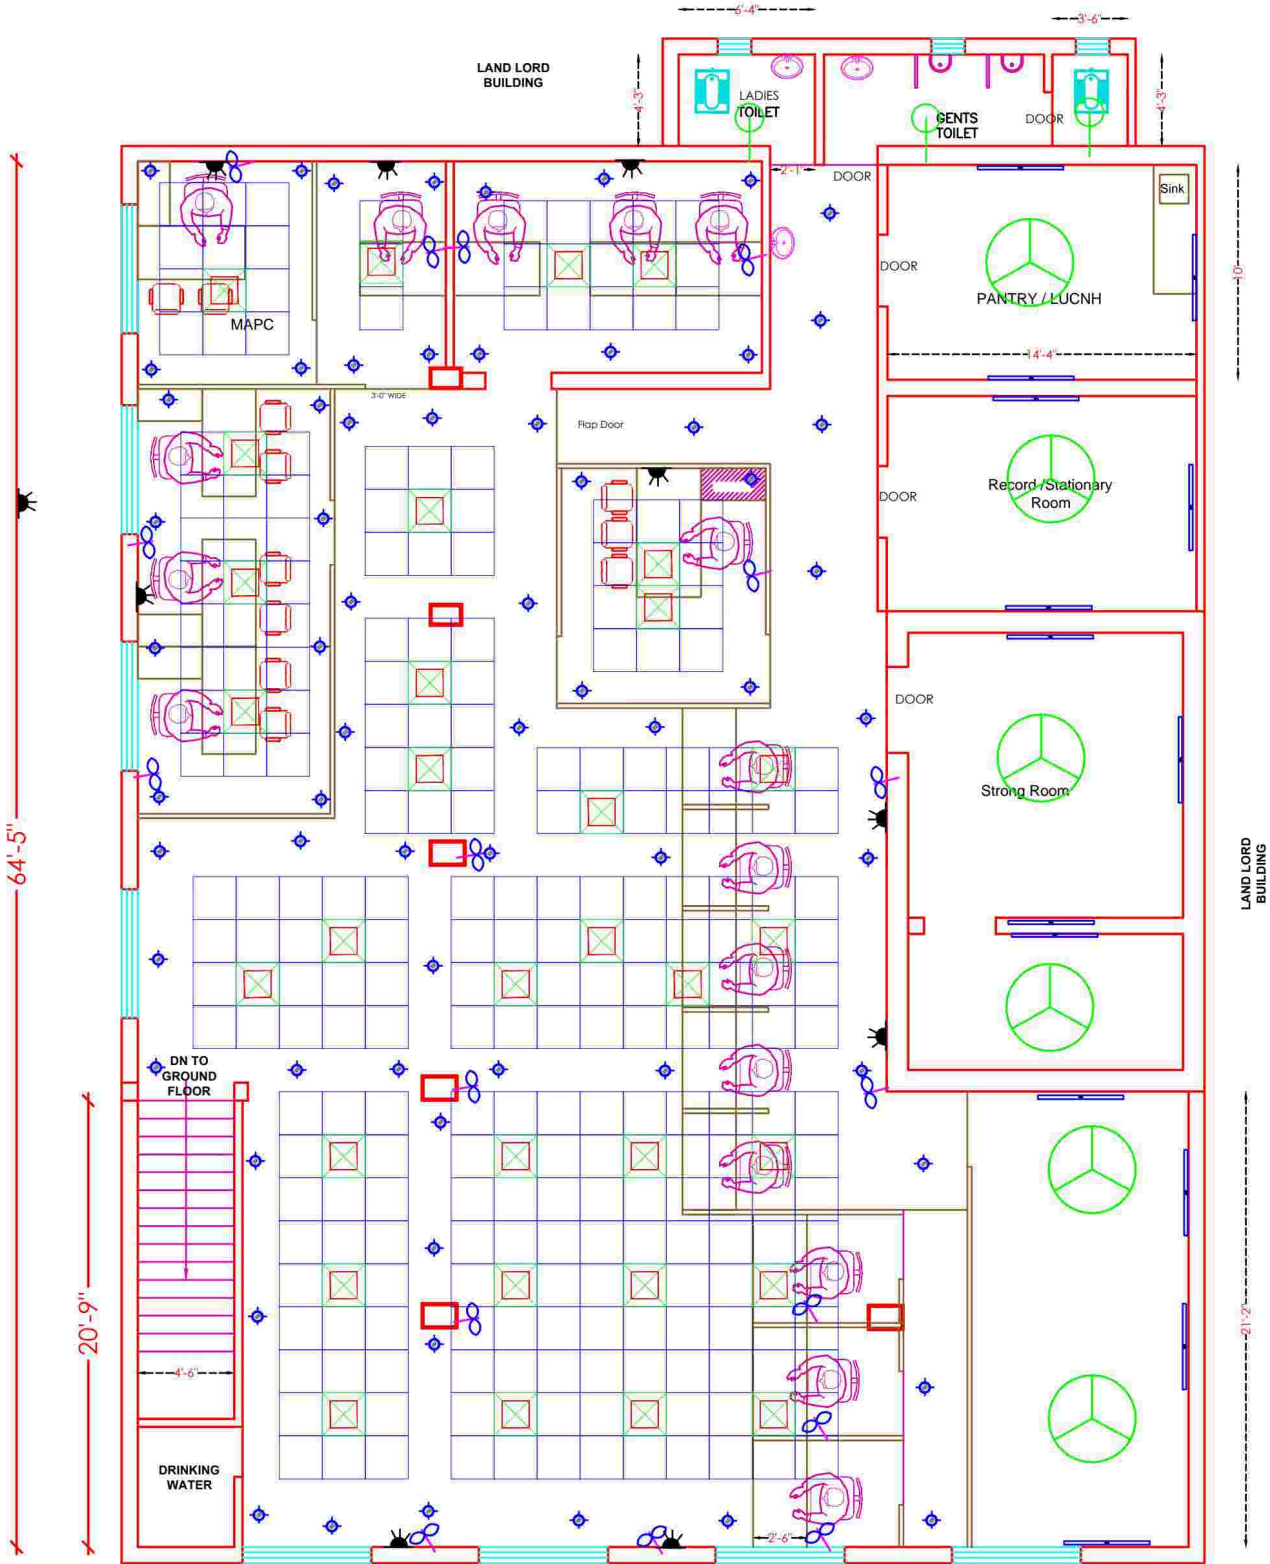 6'-4"
3'-6"
LAND LORD
BUILDING
4'-3"
LADIES
TOILET
GENTS
TOILET
DOOR
4'-3"
2'-1"
DOOR
Sink
DOOR
10'
PANTRY / LUCNH
MAPC
14'-4"
3'-0" WIDE
Flap Door
DOOR
Record /Stationary
Room
DOOR
Strong Room
64'-5"
LAND LORD
BUILDING
DN TO
GROUND
FLOOR
20'-9"
21'-2"
4'-6"
DRINKING
WATER
2'-6"